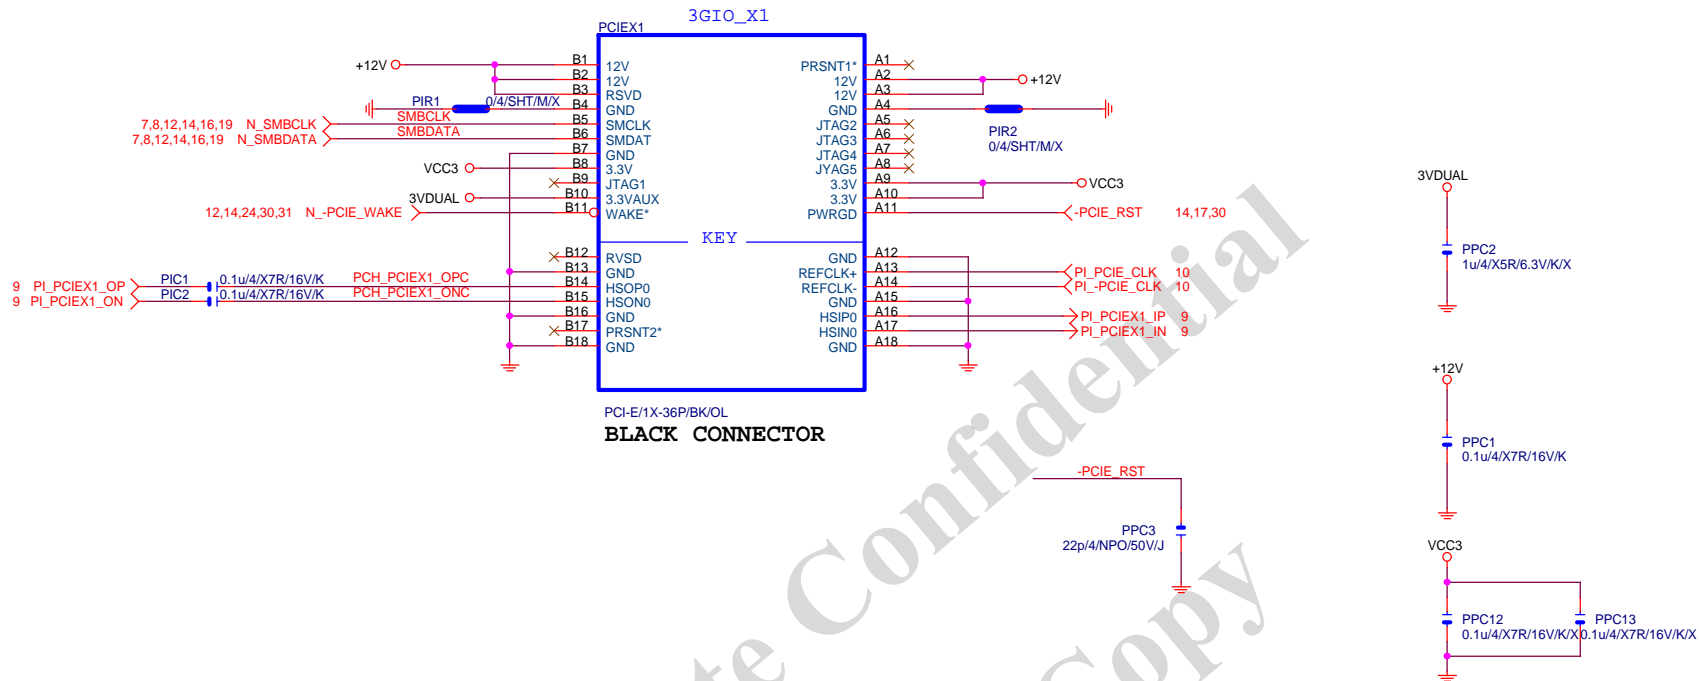 3GIO_X1
PCIEX1
+12V
B1 12V
B2 12V
B3 RSVD
PIR1 0/4/SHT/M/X B4 GND
7,8,12,14,16,19 N_SMBCLK SMBCLK B5 SMCLK
7,8,12,14,16,19 N_SMBDATA SMBDATA B6 SMDAT
B7 GND
VCC3 B8 3.3V
B9 JTAG1
3VDUAL B10 3.3VAUX
12,14,24,30,31 N_-PCIE_WAKE B11 WAKE*
KEY
B12 RVSD
B13 GND
9 PI_PCIEX1_OP PIC1 0.1u/4/X7R/16V/K PCH_PCIEX1_OPC B14 HSOP0
9 PI_PCIEX1_ON PIC2 0.1u/4/X7R/16V/K PCH_PCIEX1_ONC B15 HSON0
B16 GND
B17 PRSNT2*
B18 GND
PRSNT1* A1
12V A2 +12V
12V A3
GND A4
PIR2
0/4/SHT/M/X
JTAG2 A5
JTAG3 A6
JTAG4 A7
JYAG5 A8
3.3V A9 VCC3
3.3V A10
PWRGD A11 -PCIE_RST 14,17,30
GND A12
REFCLK+ A13 PI_PCIE_CLK 10
REFCLK- A14 PI_-PCIE_CLK 10
GND A15
HSIP0 A16 PI_PCIEX1_IP 9
HSIN0 A17 PI_PCIEX1_IN 9
GND A18
PCI-E/1X-36P/BK/OL
BLACK CONNECTOR
-PCIE_RST
PPC3
22p/4/NPO/50V/J
3VDUAL
PPC2
1u/4/X5R/6.3V/K/X
+12V
PPC1
0.1u/4/X7R/16V/K
VCC3
PPC12
0.1u/4/X7R/16V/K/X
PPC13
0.1u/4/X7R/16V/K/X
Confidential
Copy